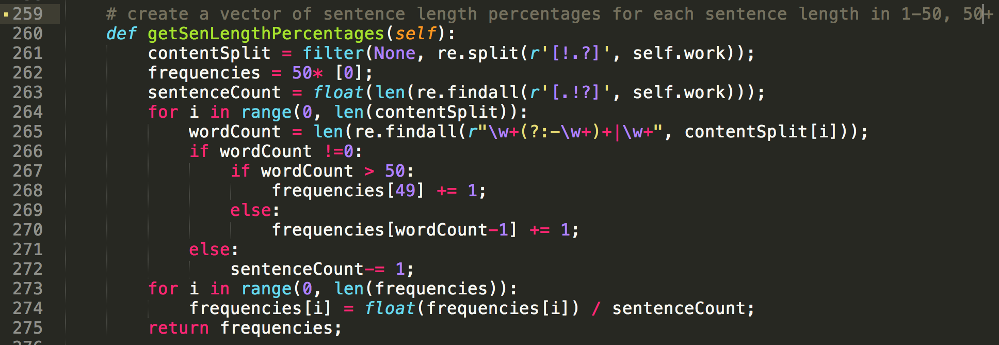 259 # create a vector of sentence length percentages for each sentence length in 1-50, 50+
260 def getSenLengthPercentages(self):
261 contentSplit = filter(None, re.split(r'[!.?]', self.work));
262 frequencies = 50* [0];
263 sentenceCount = float(len(re.findall(r'[.!?]', self.work)));
264 for i in range(0, len(contentSplit)):
265 wordCount = len(re.findall(r"\w+(?:-\w+)+|\w+", contentSplit[i]));
266 if wordCount !=0:
267 if wordCount > 50:
268 frequencies[49] += 1;
269 else:
270 frequencies[wordCount-1] += 1;
271 else:
272 sentenceCount-= 1;
273 for i in range(0, len(frequencies)):
274 frequencies[i] = float(frequencies[i]) / sentenceCount;
275 return frequencies;